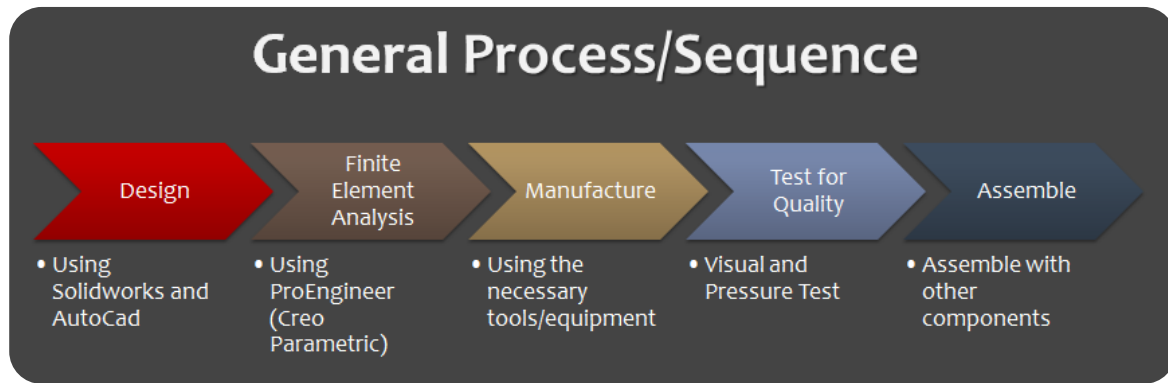 General Process/Sequence
Design
Finite
Element
Analysis
Manufacture
Test for
Quality
Assemble
• Using
Solidworks and
AutoCad
• Using
ProEngineer
(Creo
Parametric)
• Using the
necessary
tools/equipment
• Visual and
Pressure Test
• Assemble with
other
components